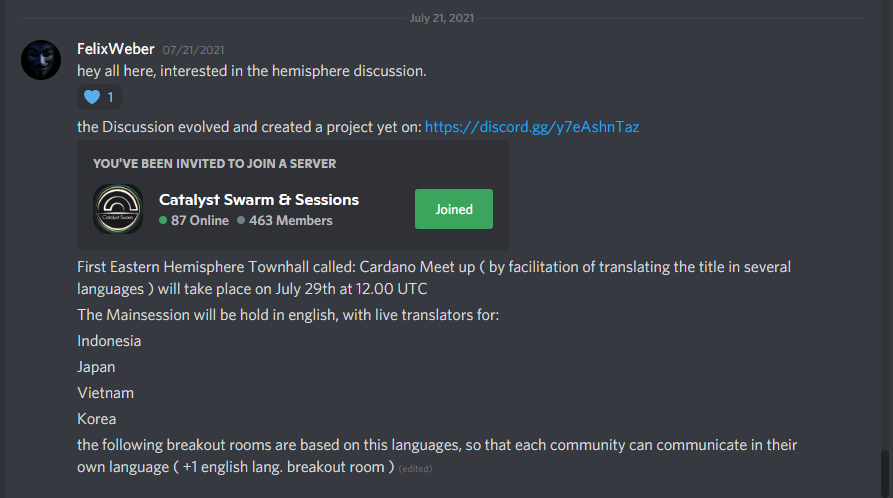 July 21, 2021
FelixWeber 07/21/2021
hey all here, interested in the hemisphere discussion.
1
the Discussion evolved and created a project yet on: https://discord.gg/y7eAshnTaz
YOU'VE BEEN INVITED TO JOIN A SERVER
Catalyst Swarm
Catalyst Swarm & Sessions
87 Online 463 Members
Joined
First Eastern Hemisphere Townhall called: Cardano Meet up ( by facilitation of translating the title in several
languages ) will take place on July 29th at 12.00 UTC
The Mainsession will be hold in english, with live translators for:
Indonesia
Japan
Vietnam
Korea
the following breakout rooms are based on this languages, so that each community can communicate in their
own language ( +1 english lang. breakout room ) (edited)